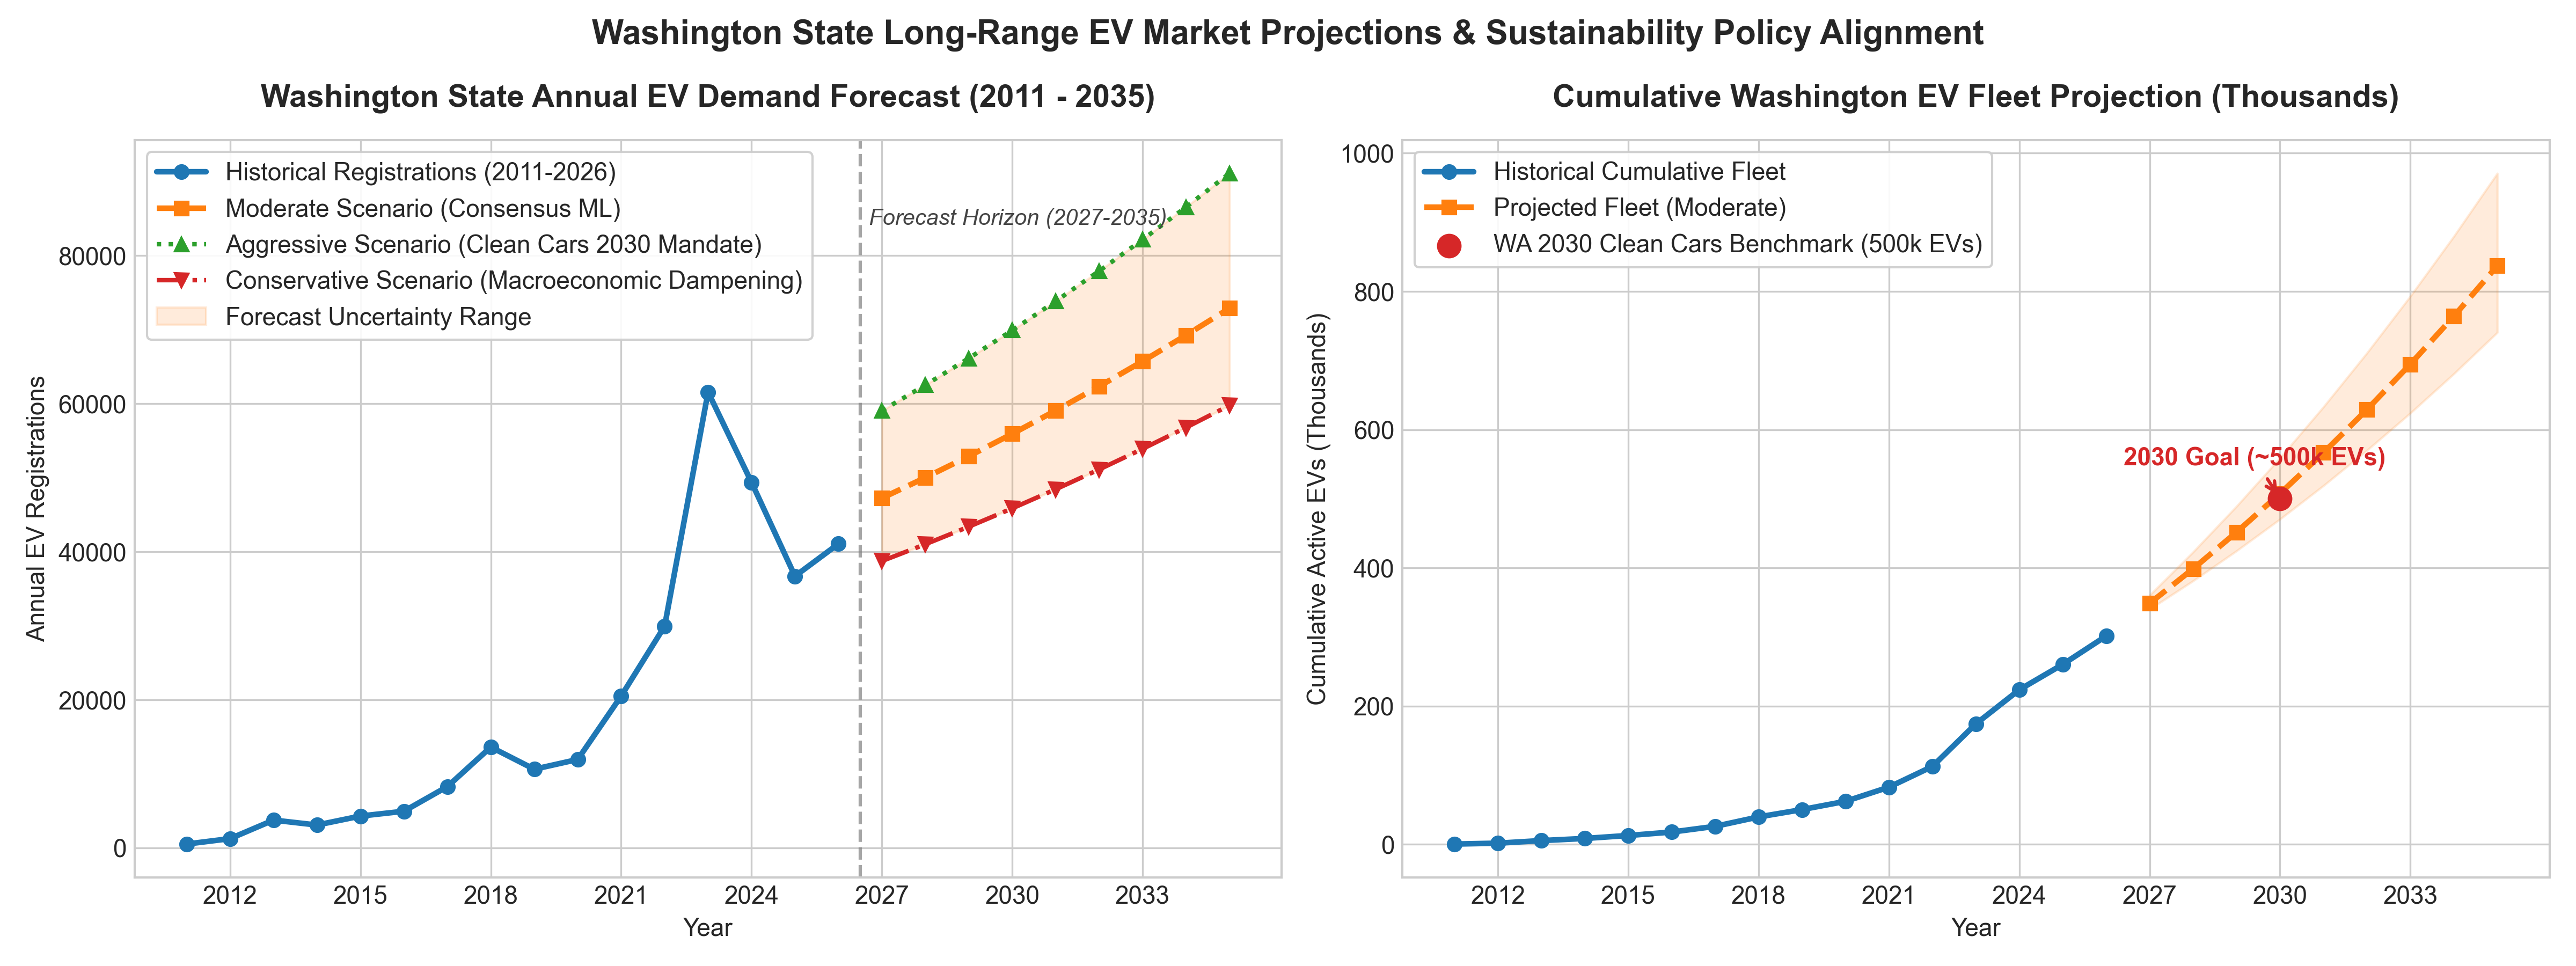 Washington State Long-Range EV Market Projections & Sustainability Policy Alignment
Washington State Annual EV Demand Forecast (2011 - 2035)
Historical Registrations (2011-2026)
Moderate Scenario (Consensus ML)
Aggressive Scenario (Clean Cars 2030 Mandate)
Conservative Scenario (Macroeconomic Dampening)
Forecast Uncertainty Range
Forecast Horizon (2027-2035)
Annual EV Registrations
80000
60000
40000
20000
0
2012
2015
2018
2021
2024
2027
2030
2033
Year
Cumulative Washington EV Fleet Projection (Thousands)
Historical Cumulative Fleet
Projected Fleet (Moderate)
WA 2030 Clean Cars Benchmark (500k EVs)
2030 Goal (~500k EVs)
Cumulative Active EVs (Thousands)
1000
800
600
400
200
0
2012
2015
2018
2021
2024
2027
2030
2033
Year